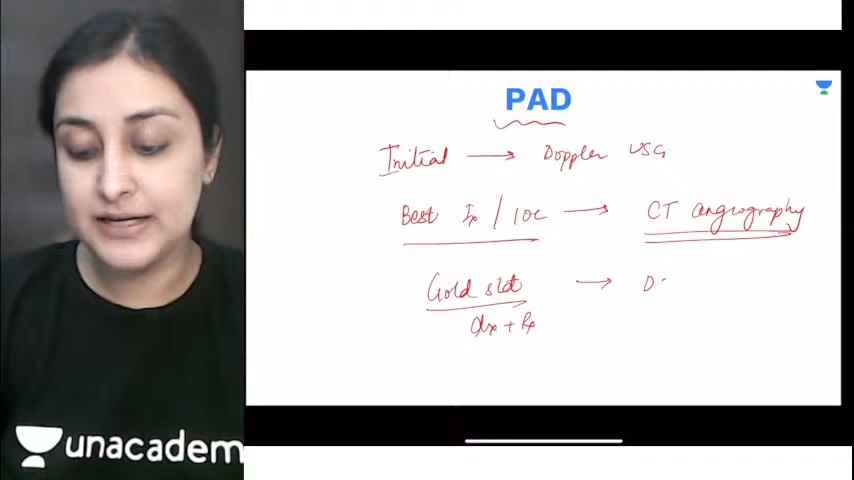 PAD
Initial → Doppler USG
Best Ix / IOC → CT angiography
Gold std → D
dx + Rx
unacadem